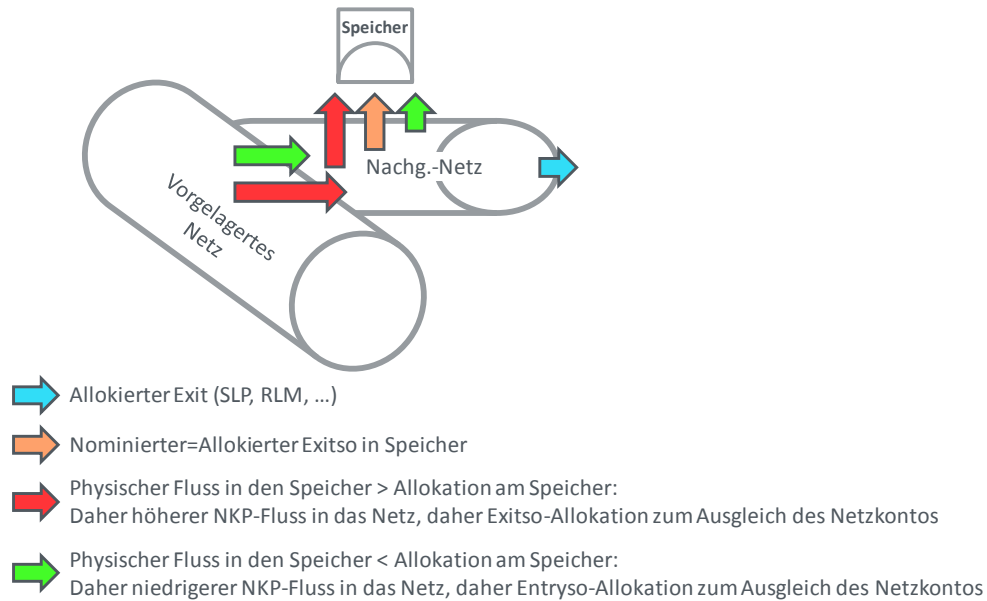 Speicher
Nachg.-Netz
Vorgelagertes
Netz
Allokierter Exit (SLP, RLM, …)
Nominierter=Allokierter Exitso in Speicher
Physischer Fluss in den Speicher > Allokation am Speicher:
Daher höherer NKP-Fluss in das Netz, daher Exitso-Allokation zum Ausgleich des Netzkontos
Physischer Fluss in den Speicher < Allokation am Speicher:
Daher niedrigerer NKP-Fluss in das Netz, daher Entryso-Allokation zum Ausgleich des Netzkontos